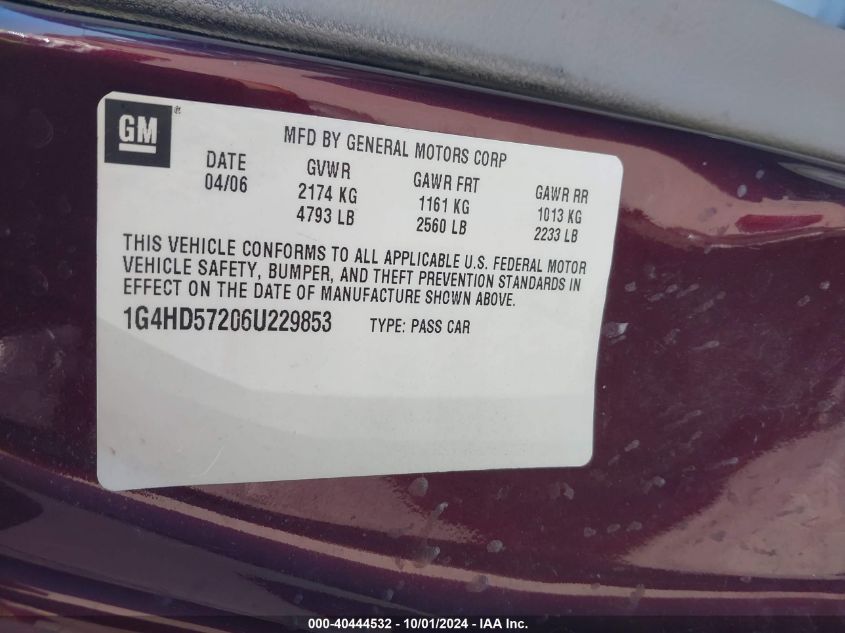 GM®
MFD BY GENERAL MOTORS CORP
DATE GVWR GAWR FRT GAWR RR
04/06 2174 KG 1161 KG 1013 KG
4793 LB 2560 LB 2233 LB
THIS VEHICLE CONFORMS TO ALL APPLICABLE U.S. FEDERAL MOTOR
VEHICLE SAFETY, BUMPER, AND THEFT PREVENTION STANDARDS IN
EFFECT ON THE DATE OF MANUFACTURE SHOWN ABOVE.
1G4HD57206U229853 TYPE: PASS CAR
000-40444532 - 10/01/2024 - IAA Inc.